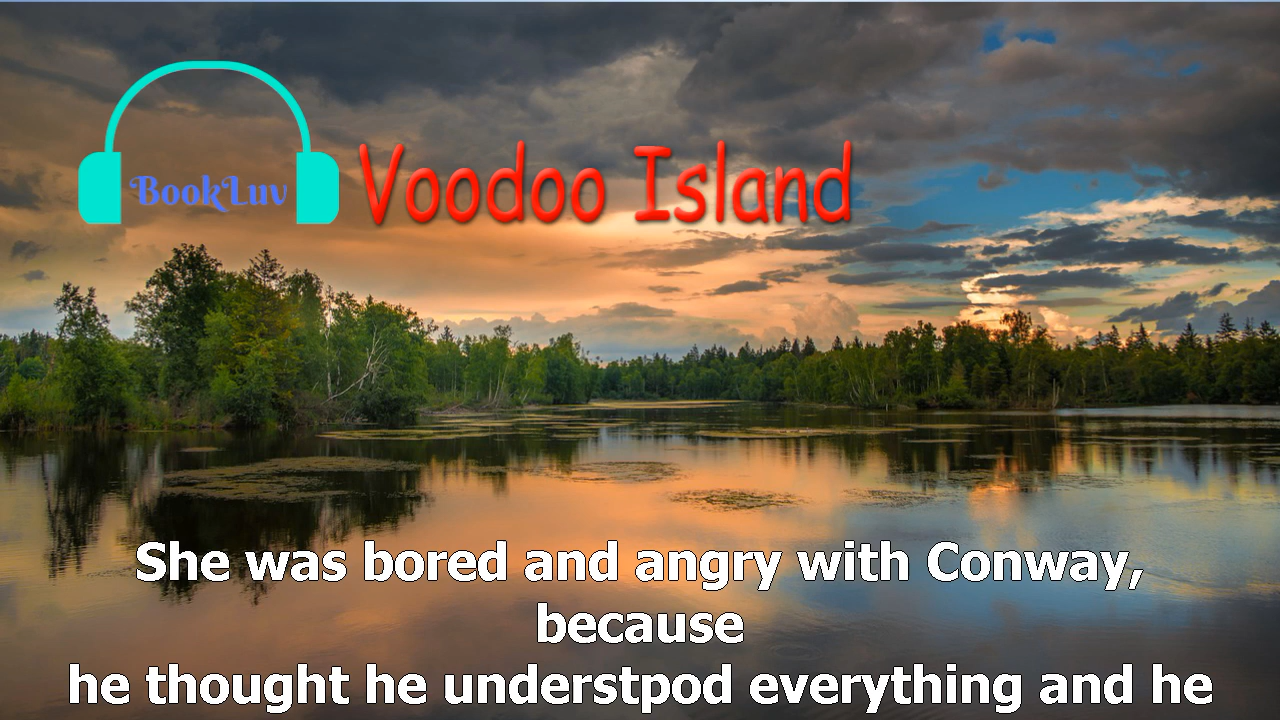 BookLuv
Voodoo Island
She was bored and angry with Conway,
because
he thought he understpod everything and he